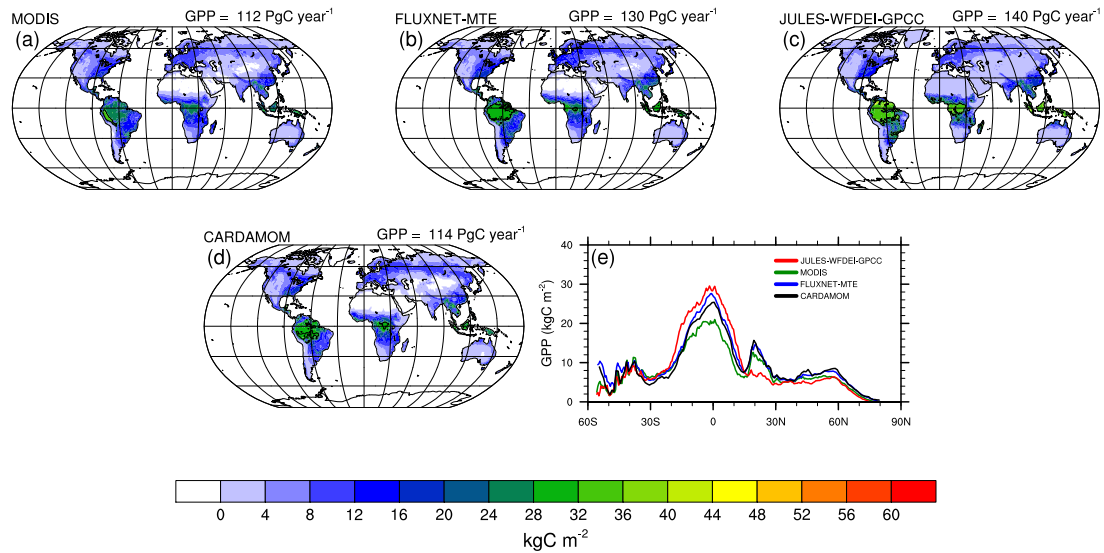 MODIS
GPP = 112 PgC year-1
(a)
FLUXNET-MTE
GPP = 130 PgC year-1
(b)
JULES-WFDEI-GPCC
GPP = 140 PgC year-1
(c)
CARDAMOM
GPP = 114 PgC year-1
(d)
(e)
GPP (kgC m-2)
40
30
20
10
0
60S 30S 0 30N 60N 90N
JULES-WFDEI-GPCC
MODIS
FLUXNET-MTE
CARDAMOM
0 4 8 12 16 20 24 28 32 36 40 44 48 52 56 60
kgC m-2